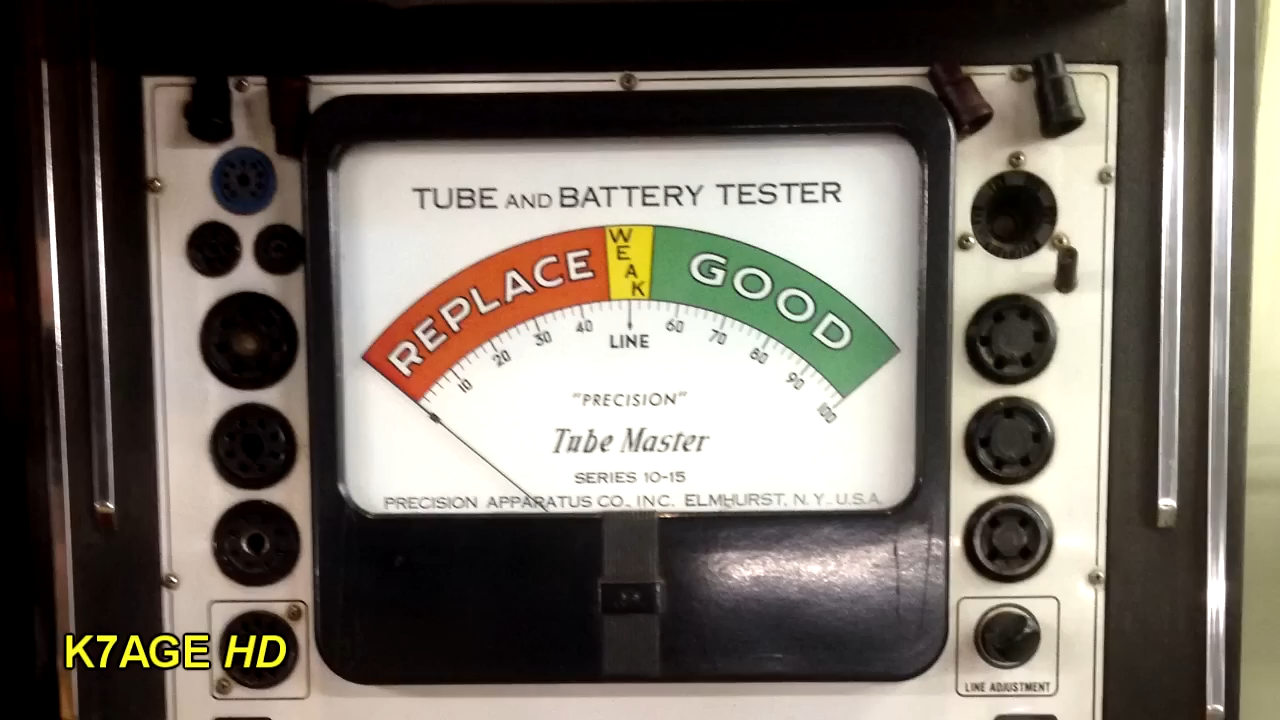 TUBE AND BATTERY TESTER
REPLACE WEAK GOOD
10 20 30 40 60 70 80 90 100
LINE
"PRECISION"
Tube Master
SERIES 10-15
PRECISION APPARATUS CO., INC. ELMHURST, N.Y., U.S.A.
K7AGE HD
LINE ADJUSTMENT